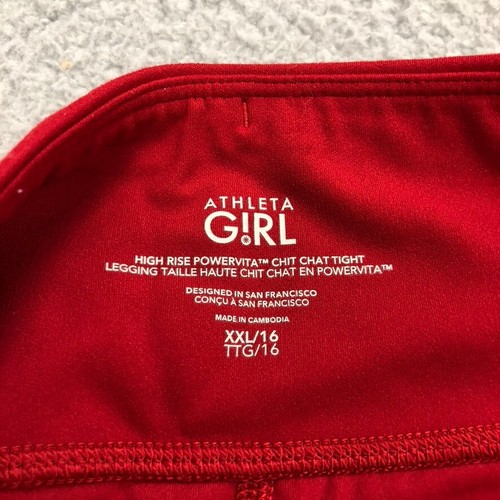 ATHLETA
G!RL
HIGH RISE POWERVITA™ CHIT CHAT TIGHT
LEGGING TAILLE HAUTE CHIT CHAT EN POWERVITA™
DESIGNED IN SAN FRANCISCO
CONÇU À SAN FRANCISCO
MADE IN CAMBODIA
XXL/16
TTG/16